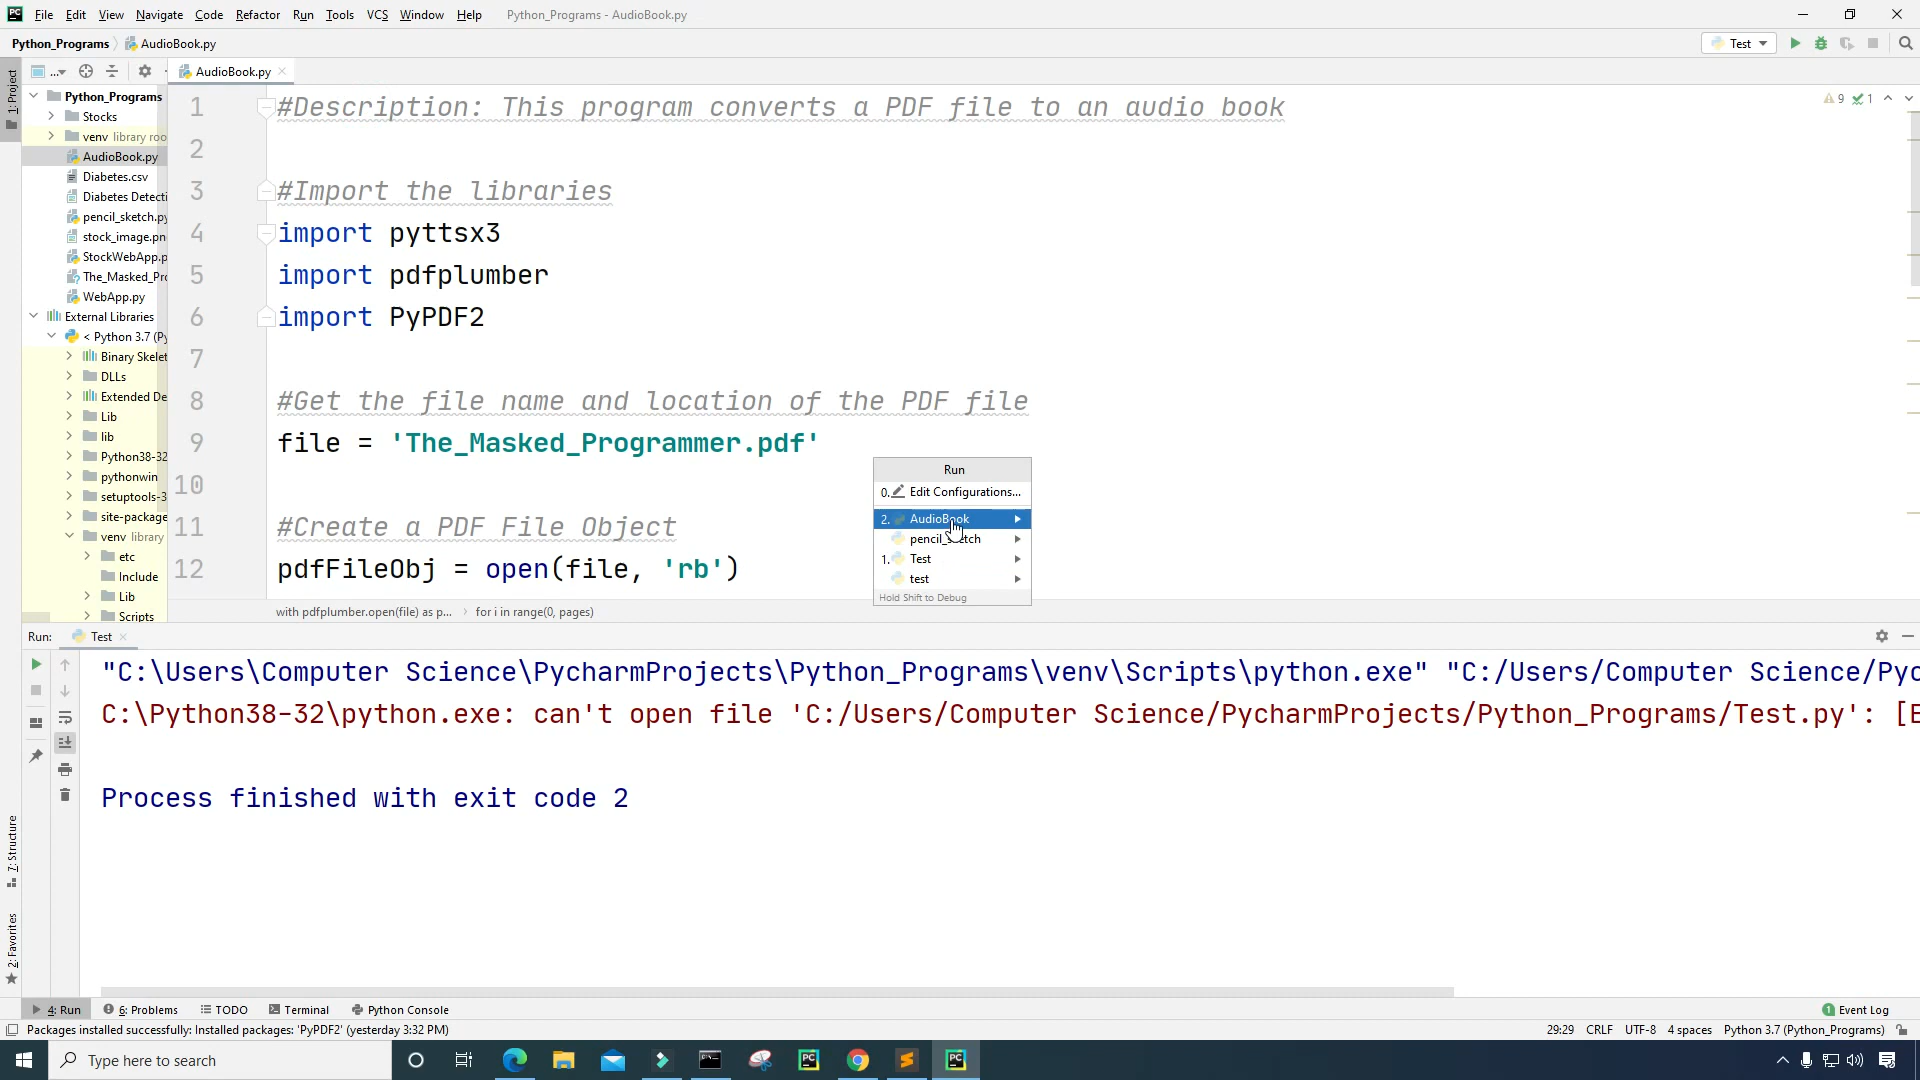 File Edit View Navigate Code Refactor Run Tools VCS Window Help Python_Programs - AudioBook.py
Python_Programs AudioBook.py Test
1: Project ... AudioBook.py
Python_Programs
Stocks
venv library roo
AudioBook.py
Diabetes.csv
Diabetes Detecti
pencil_sketch.py
stock_image.pn
StockWebApp.p
The_Masked_Pro
WebApp.py
External Libraries
< Python 3.7 (Py
Binary Skelet
DLLs
Extended De
Lib
lib
Python38-32
pythonwin
setuptools-3
site-package
venv library
etc
Include
Lib
Scripts
9 1
1 #Description: This program converts a PDF file to an audio book
2
3 #Import the libraries
4 import pyttsx3
5 import pdfplumber
6 import PyPDF2
7
8 #Get the file name and location of the PDF file
9 file = 'The_Masked_Programmer.pdf'
10
11 #Create a PDF File Object
12 pdfFileObj = open(file, 'rb')
Run
0. Edit Configurations...
2. AudioBook
pencil_sketch
1. Test
test
Hold Shift to Debug
with pdfplumber.open(file) as p... for i in range(0, pages)
Run: Test
"C:\Users\Computer Science\PycharmProjects\Python_Programs\venv\Scripts\python.exe" "C:/Users/Computer Science/Pyc
C:\Python38-32\python.exe: can't open file 'C:/Users/Computer Science/PycharmProjects/Python_Programs/Test.py': [E
Process finished with exit code 2
7: Structure
2: Favorites
4: Run 6: Problems TODO Terminal Python Console 1 Event Log
Packages installed successfully: Installed packages: 'PyPDF2' (yesterday 3:32 PM) 29:29 CRLF UTF-8 4 spaces Python 3.7 (Python_Programs)
Type here to search